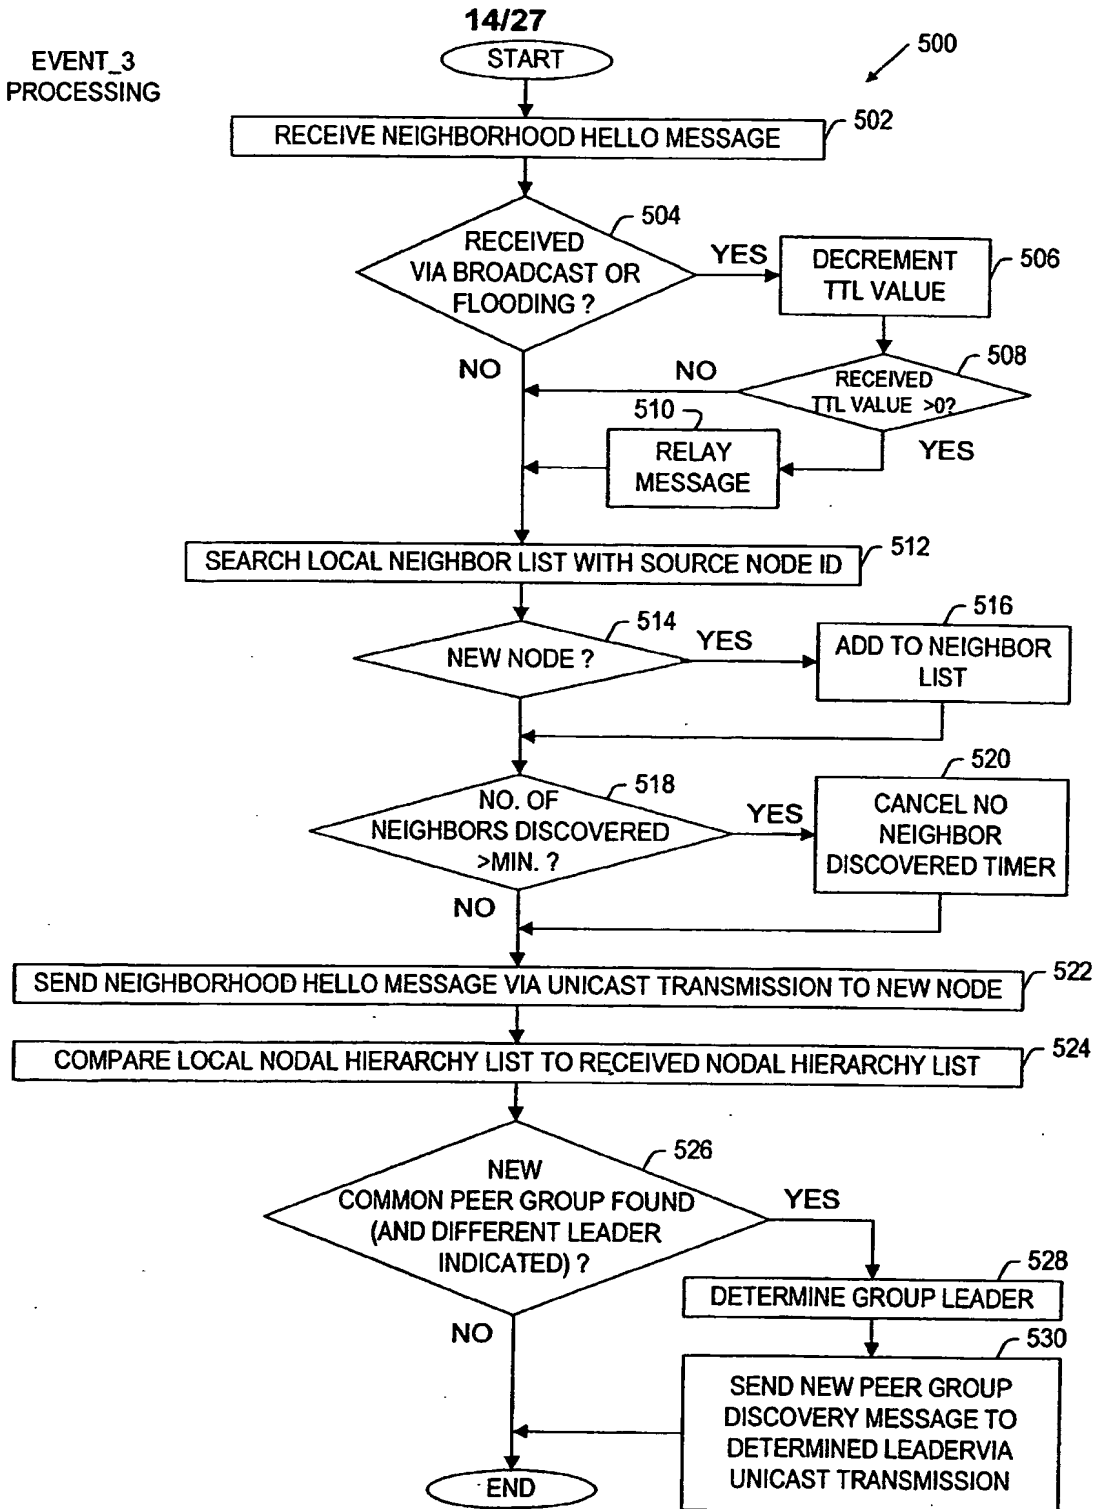 14/27
EVENT_3
PROCESSING
START
500
RECEIVE NEIGHBORHOOD HELLO MESSAGE
502
504
RECEIVED
VIA BROADCAST OR
FLOODING ?
YES
DECREMENT
TTL VALUE
506
NO
508
RECEIVED
TTL VALUE >0?
NO
YES
510
RELAY
MESSAGE
SEARCH LOCAL NEIGHBOR LIST WITH SOURCE NODE ID
512
514
NEW NODE ?
YES
516
ADD TO NEIGHBOR
LIST
518
NO. OF
NEIGHBORS DISCOVERED
>MIN. ?
YES
520
CANCEL NO
NEIGHBOR
DISCOVERED TIMER
NO
SEND NEIGHBORHOOD HELLO MESSAGE VIA UNICAST TRANSMISSION TO NEW NODE
522
COMPARE LOCAL NODAL HIERARCHY LIST TO RECEIVED NODAL HIERARCHY LIST
524
526
NEW
COMMON PEER GROUP FOUND
(AND DIFFERENT LEADER
INDICATED) ?
YES
528
DETERMINE GROUP LEADER
NO
530
SEND NEW PEER GROUP
DISCOVERY MESSAGE TO
DETERMINED LEADERVIA
UNICAST TRANSMISSION
END